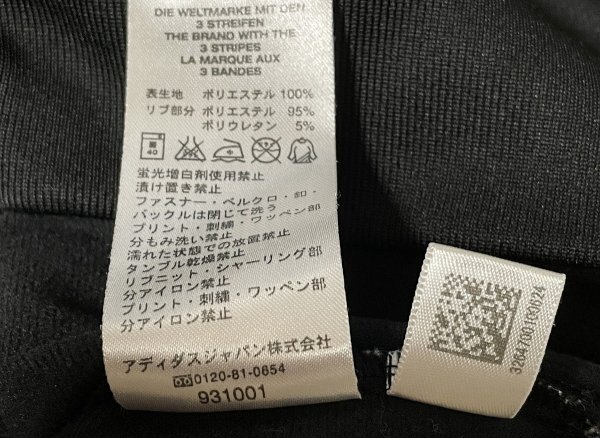 DIE WELTMARKE MIT DEN
3 STREIFEN
THE BRAND WITH THE
3 STRIPES
LA MARQUE AUX
3 BANDES
表生地 ポリエステル 100%
リブ部分 ポリエステル 95%
ポリウレタン 5%
40
蛍光増白剤使用禁止
漬け置き禁止
ファスナー・ベルクロ・釦・
バックルは閉じて洗う
プリント・刺繍・ワッペン部
分もみ洗い禁止
濡れた状態での放置禁止
タンブル乾燥禁止
リブニット・シャーリング部
分アイロン禁止
プリント・刺繍・ワッペン部
分アイロン禁止
アディダスジャパン株式会社
0120-81-0654
931001